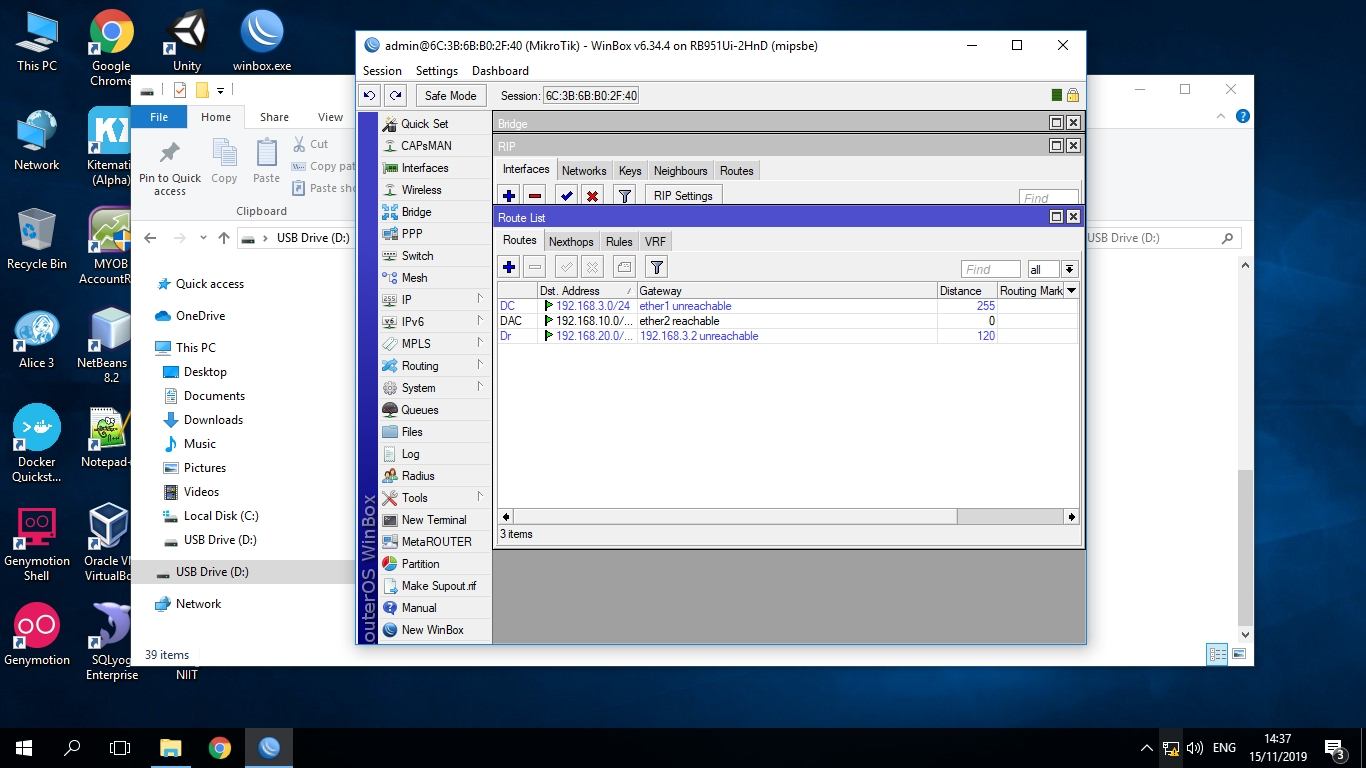 This PC
Google Chrome
Unity
winbox.exe
Network
Kitematic (Alpha)
Recycle Bin
MYOB
Alice 3
NetBeans
8.2
Docker Quickst...
Notepad+
Genymotion Shell
Oracle VM
Genymotion
SQLyog Enterprise
NIIT
File
Home
Share
View
Pin to Quick access
Copy
Paste
Cut
Copy pat
Paste sho
Clipboard
USB Drive (D:)
USB Drive (D:)
Quick access
OneDrive
This PC
Desktop
Documents
Downloads
Music
Pictures
Videos
Local Disk (C:)
USB Drive (D:)
USB Drive (D:)
Network
39 items
admin@6C:3B:6B:B0:2F:40 (MikroTik) - WinBox v6.34.4 on RB951Ui-2HnD (mipsbe)
Session Settings Dashboard
Safe Mode
Session: 6C:3B:6B:B0:2F:40
outerOS WinBox
Quick Set
CAPsMAN
Interfaces
Wireless
Bridge
PPP
Switch
Mesh
IP
IPv6
MPLS
Routing
System
Queues
Files
Log
Radius
Tools
New Terminal
MetaROUTER
Partition
Make Supout.rif
Manual
New WinBox
Bridge
RIP
Interfaces Networks Keys Neighbours Routes
RIP Settings
Find
Route List
Routes Nexthops Rules VRF
Find
all
Dst. Address Gateway Distance Routing Mark
DC 192.168.3.0/24 ether1 unreachable 255
DAC 192.168.10.0/... ether2 reachable 0
Dr 192.168.20.0/... 192.168.3.2 unreachable 120
3 items
ENG
14:37
15/11/2019
3